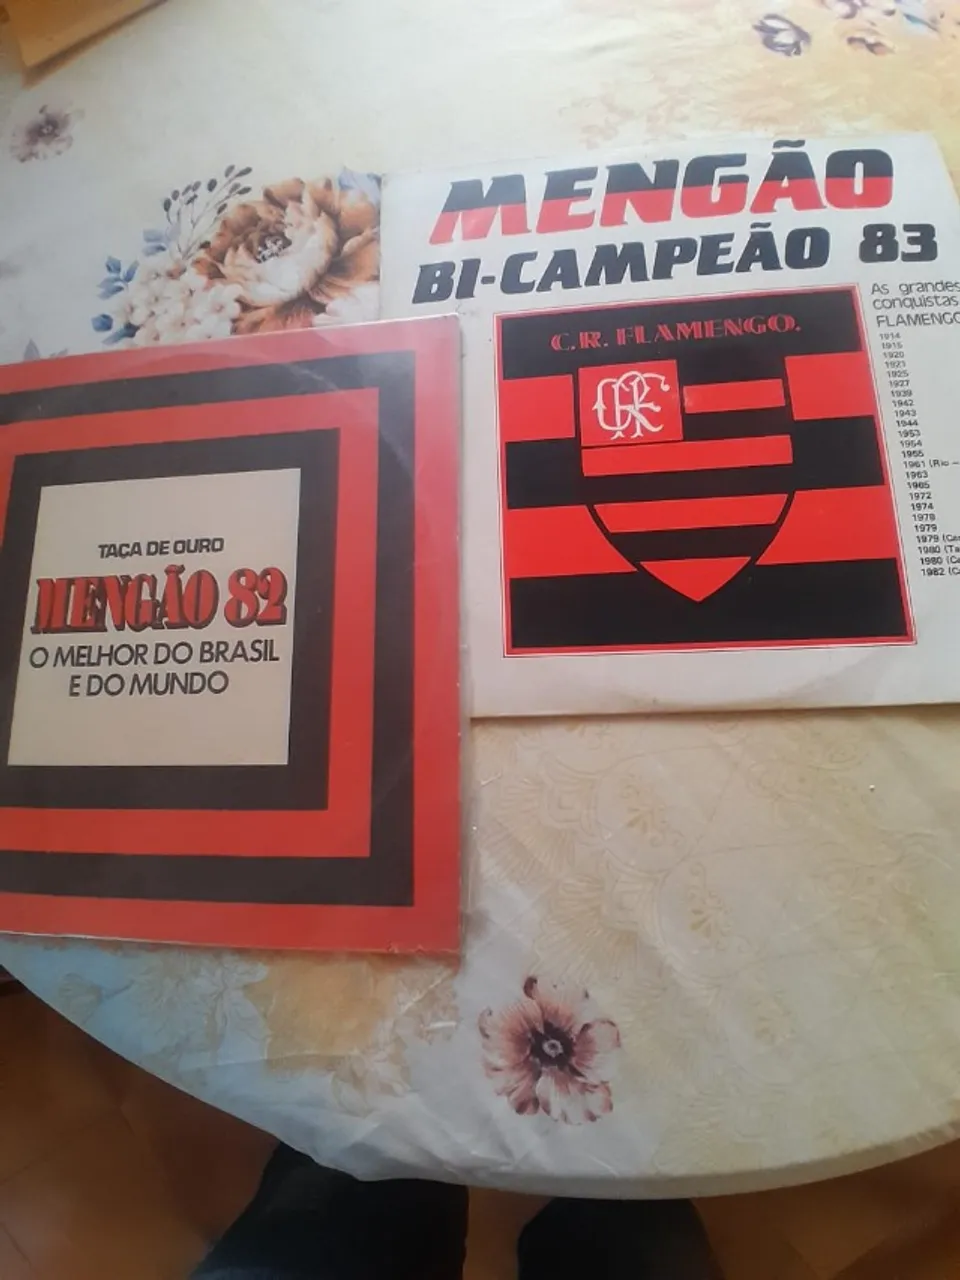 MENGÃO
BI-CAMPEÃO 83
C.R. FLAMENGO.
As grandes
conquistas
FLAMENGO
1914
1915
1920
1921
1925
1927
1939
1942
1943
1944
1953
1954
1955
1961 (Rio –
1963
1965
1972
1974
1978
1979
1979 (
1980 (
1980 (
1982 (
TAÇA DE OURO
MENGÃO 82
O MELHOR DO BRASIL
E DO MUNDO